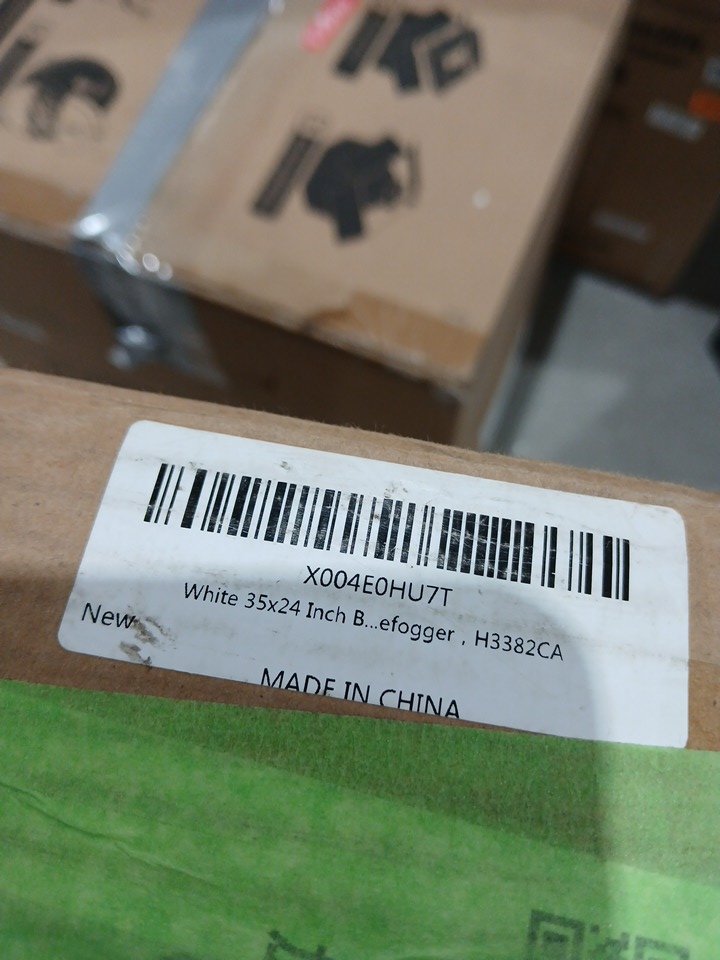 X004E0HU7T
White 35x24 Inch B...efogger , H3382CA
New
MADE IN CHINA